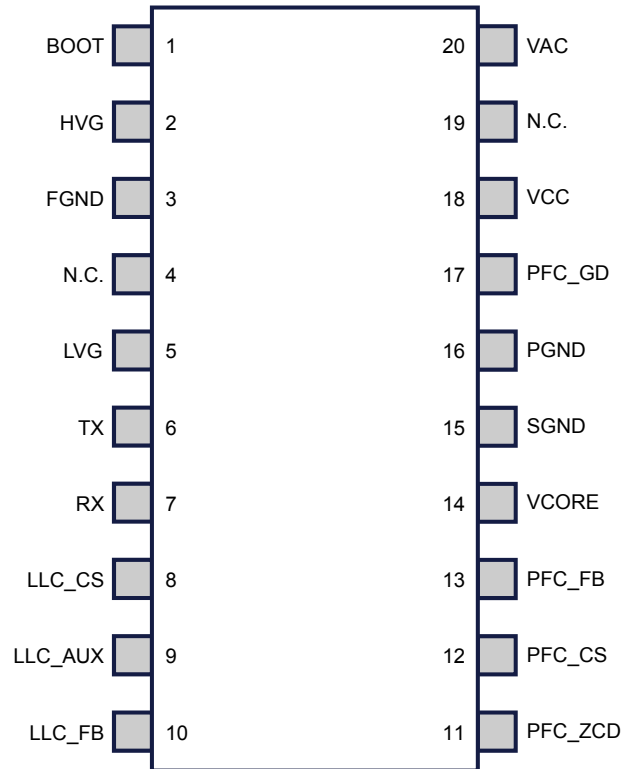 BOOT 1 20 VAC
HVG 2 19 N.C.
FGND 3 18 VCC
N.C. 4 17 PFC_GD
LVG 5 16 PGND
TX 6 15 SGND
RX 7 14 VCORE
LLC_CS 8 13 PFC_FB
LLC_AUX 9 12 PFC_CS
LLC_FB 10 11 PFC_ZCD